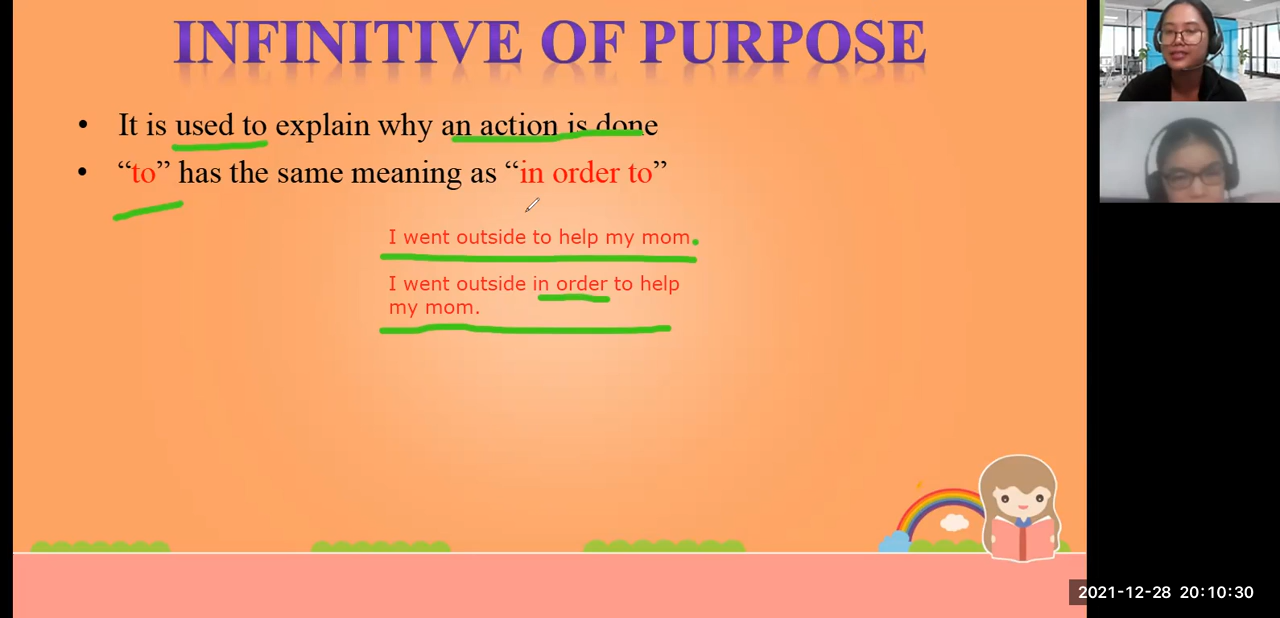 INFINITIVE OF PURPOSE
• It is used to explain why an action is done
• “to” has the same meaning as “in order to”
I went outside to help my mom.
I went outside in order to help
my mom.
2021-12-28 20:10:30